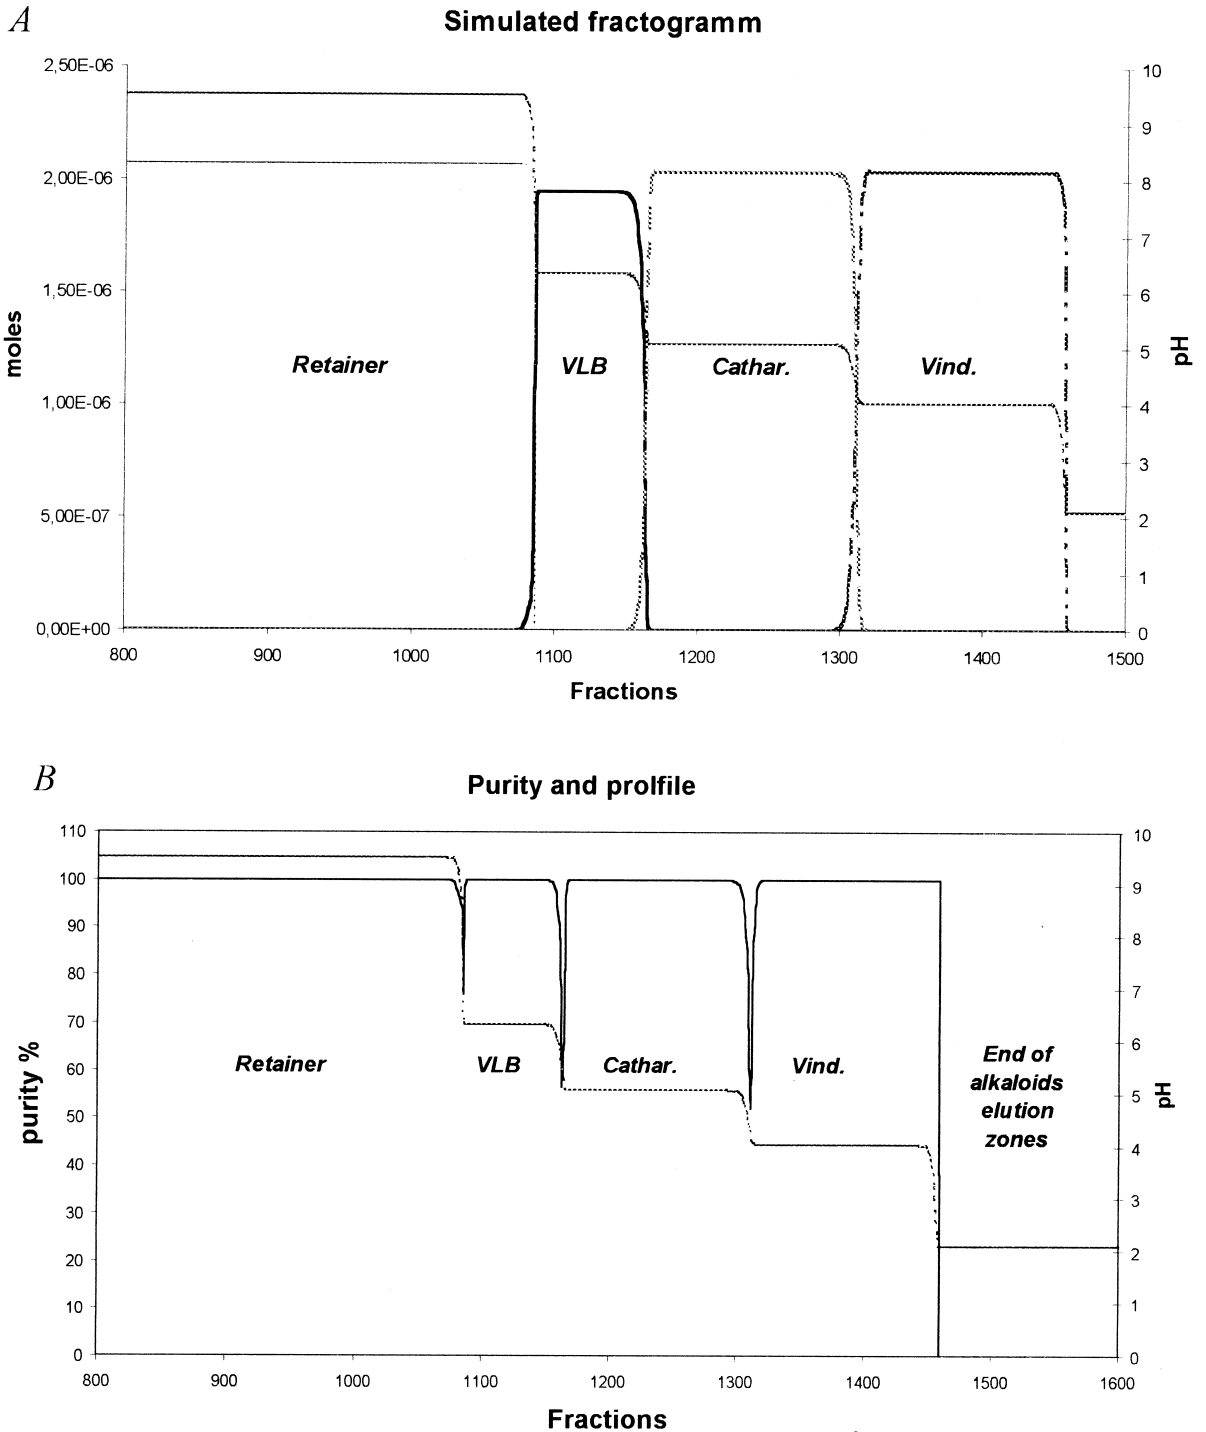 A
Simulated fractogramm
2,50E-06
2,00E-06
1,50E-06
1,00E-06
5,00E-07
0,00E+00
moles
10
9
8
7
6
5
4
3
2
1
0
pH
Retainer
VLB
Cathar.
Vind.
800 900 1000 1100 1200 1300 1400 1500
Fractions
B
Purity and prolfile
110
100
90
80
70
60
50
40
30
20
10
0
purity %
10
9
8
7
6
5
4
3
2
1
0
pH
Retainer
VLB
Cathar.
Vind.
End of
alkaloids
elution
zones
800 900 1000 1100 1200 1300 1400 1500 1600
Fractions